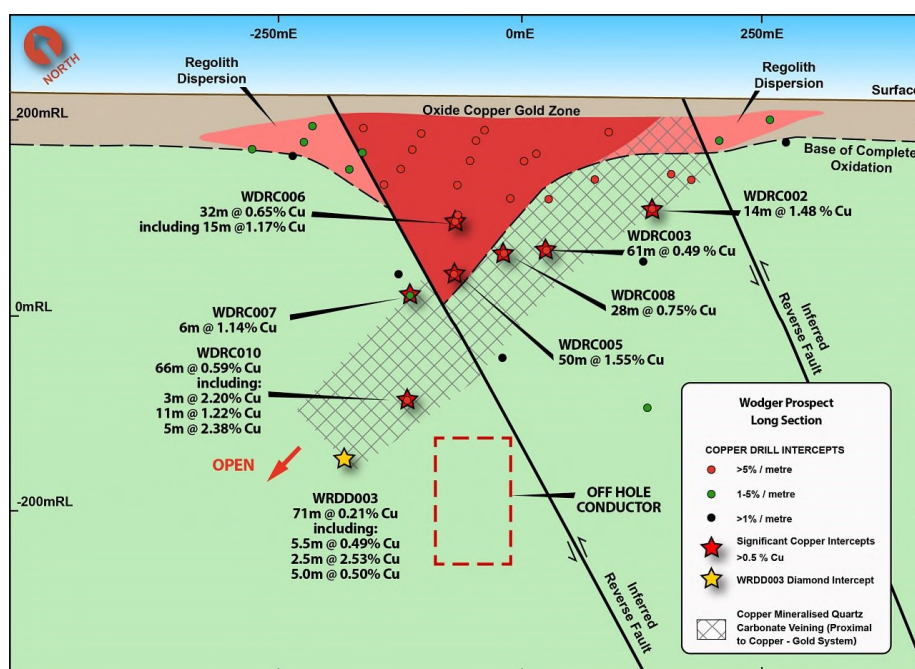 -250mE
0mE
250mE
NORTH
Regolith
Dispersion
Regolith
Dispersion
Surface
200mRL
Oxide Copper Gold Zone
Base of Complete
Oxidation
WDRC006
32m @ 0.65% Cu
including 15m @1.17% Cu
WDRC002
14m @ 1.48 % Cu
WDRC003
61m @ 0.49 % Cu
WDRC008
28m @ 0.75% Cu
0mRL
WDRC007
6m @ 1.14% Cu
WDRC005
50m @ 1.55% Cu
Inferred
Reverse Fault
WDRC010
66m @ 0.59% Cu
including:
3m @ 2.20% Cu
11m @ 1.22% Cu
5m @ 2.38% Cu
OPEN
-200mRL
WRDD003
71m @ 0.21% Cu
including:
5.5m @ 0.49% Cu
2.5m @ 2.53% Cu
5.0m @ 0.50% Cu
OFF HOLE
CONDUCTOR
Inferred
Reverse Fault
Wodger Prospect
Long Section
COPPER DRILL INTERCEPTS
>5% / metre
1-5% / metre
>1% / metre
Significant Copper Intercepts
>0.5 % Cu
WRDD003 Diamond Intercept
Copper Mineralised Quartz
Carbonate Veining (Proximal
to Copper - Gold System)